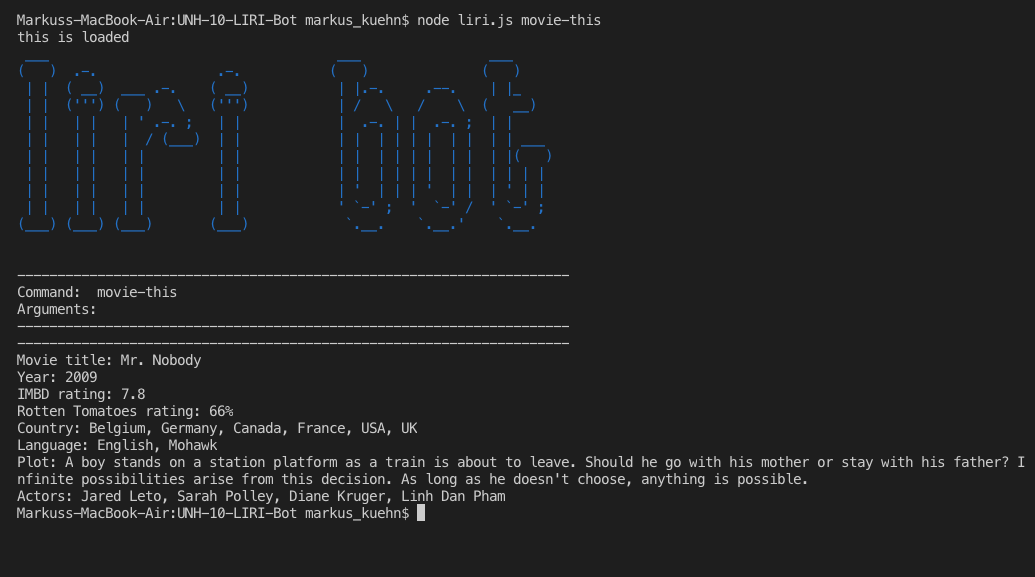 Markuss-MacBook-Air:UNH-10-LIRI-Bot markus_kuehn$ node liri.js movie-this
this is loaded
liri bot
----------------------------------------------------------------------
Command:  movie-this
Arguments:
----------------------------------------------------------------------
----------------------------------------------------------------------
Movie title: Mr. Nobody
Year: 2009
IMBD rating: 7.8
Rotten Tomatoes rating: 66%
Country: Belgium, Germany, Canada, France, USA, UK
Language: English, Mohawk
Plot: A boy stands on a station platform as a train is about to leave. Should he go with his mother or stay with his father? I
nfinite possibilities arise from this decision. As long as he doesn't choose, anything is possible.
Actors: Jared Leto, Sarah Polley, Diane Kruger, Linh Dan Pham
Markuss-MacBook-Air:UNH-10-LIRI-Bot markus_kuehn$